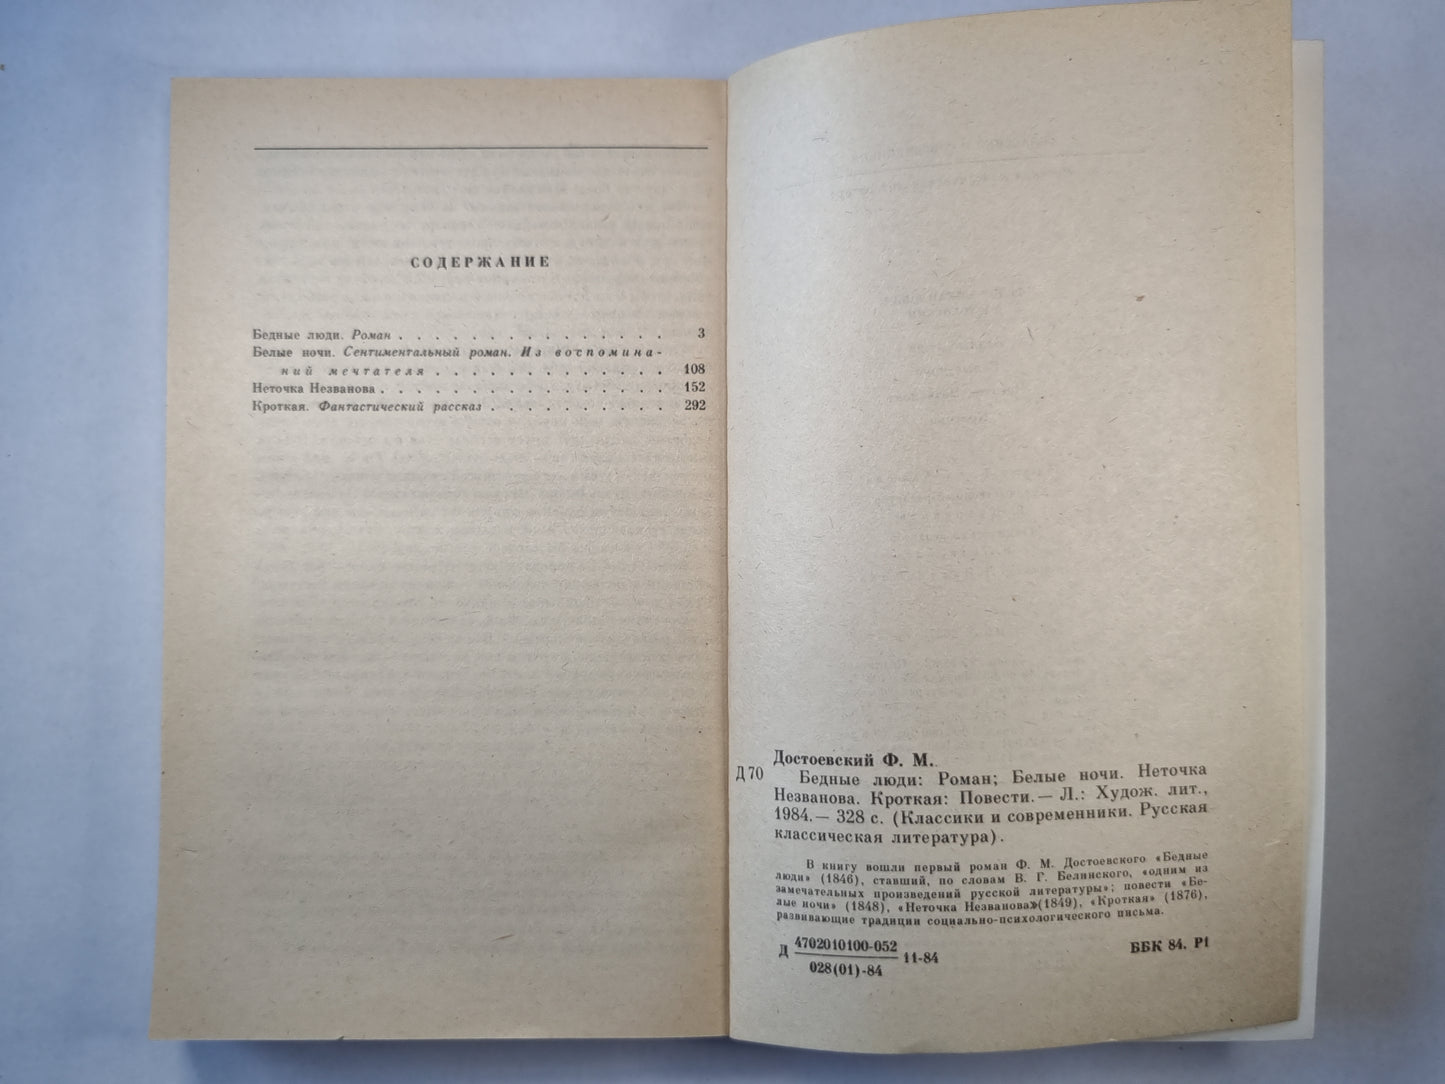 СОДЕРЖАНИЕ
Бедные люди. Роман . . . . . . . . . . . . . . . 3
Белые ночи. Сентиментальный роман. Из воспомина-
ний мечтателя . . . . . . . . . . . . . 108
Неточка Незванова . . . . . . . . . . . . . . . . 152
Кроткая. Фантастический рассказ . . . . . . . . . . 292
Достоевский Ф. М.
Д 70
Бедные люди: Роман; Белые ночи. Неточка
Незванова. Кроткая: Повести.— Л.: Худож. лит.,
1984.— 328 с. (Классики и современники. Русская
классическая литература).
В книгу вошли первый роман Ф. М. Достоевского «Бедные
люди» (1846), ставший, по словам В. Г. Белинского, «одним из
замечательных произведений русской литературы»; повести «Бе-
лые ночи» (1848), «Неточка Незванова»(1849), «Кроткая» (1876),
развивающие традиции социально-психологического письма.
Д 4702010100-052
028(01)-84
11-84
ББК 84. Р1